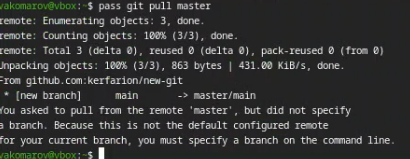 vakomarov@vbox:~$ pass git pull master
remote: Enumerating objects: 3, done.
remote: Counting objects: 100% (3/3), done.
remote: Total 3 (delta 0), reused 0 (delta 0), pack-reused 0 (from 0)
Unpacking objects: 100% (3/3), 863 bytes | 431.00 KiB/s, done.
From github.com:kerfarion/new-git
 * [new branch]      main       -> master/main
You asked to pull from the remote 'master', but did not specify
a branch. Because this is not the default configured remote
for your current branch, you must specify a branch on the command line.
vakomarov@vbox:~$